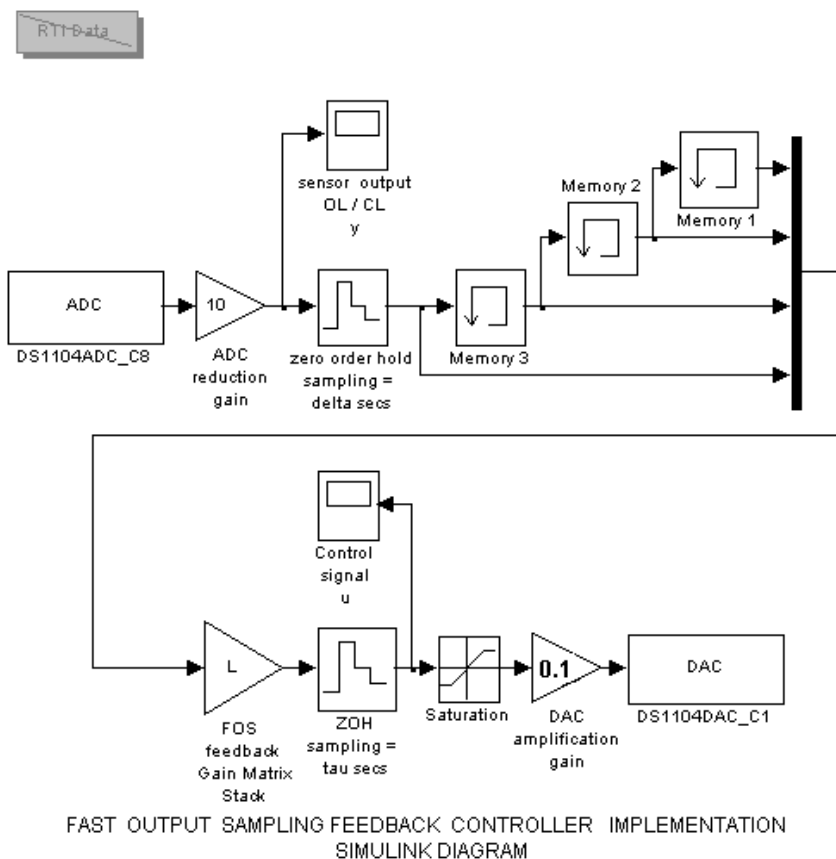 RTI Data
sensor output
OL / CL
y
Memory 2
Memory 1
ADC
10
DS1104ADC_C8
ADC
reduction
gain
zero order hold
sampling =
delta secs
Memory 3
Control
signal
u
L
0.1
DAC
FOS
feedback
Gain Matrix
Stack
ZOH
sampling =
tau secs
Saturation
DAC
amplification
gain
DS1104DAC_C1
FAST OUTPUT SAMPLING FEEDBACK CONTROLLER IMPLEMENTATION
SIMULINK DIAGRAM